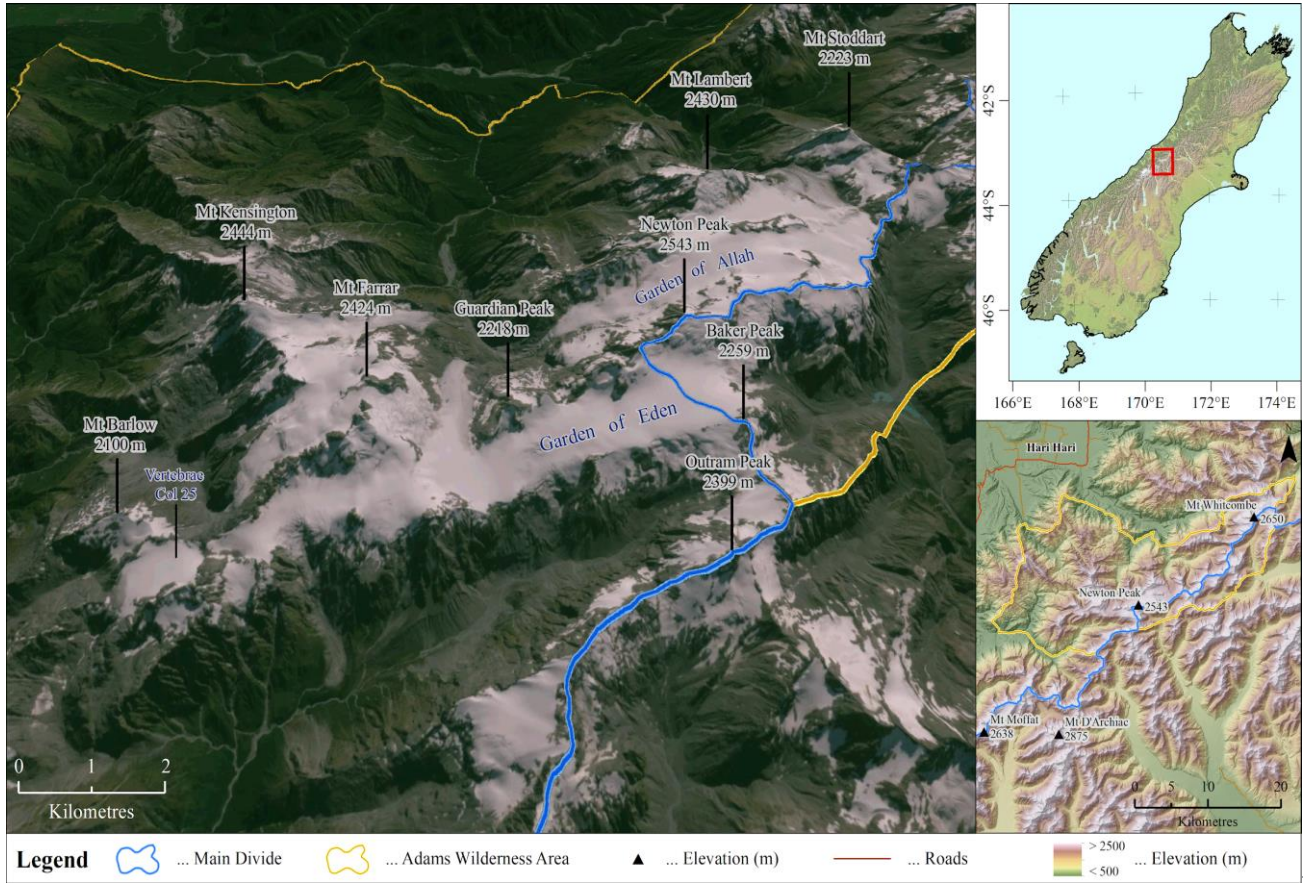 Mt Stoddart
2223 m
Mt Lambert
2430 m
Mt Kensington
2444 m
Newton Peak
2543 m
Garden of Allah
Mt Farrar
2424 m
Guardian Peak
2218 m
Baker Peak
2259 m
Garden of Eden
Mt Barlow
2100 m
Vertebrae
Col 25
Outram Peak
2399 m
0 1 2
Kilometres
42°S
44°S
46°S
166°E 168°E 170°E 172°E 174°E
Hari Hari
Mt Whitcombe
2650
Newton Peak
2543
Mt Moffat
2638
Mt D'Archiac
2875
0 5 10 20
Kilometres
Legend ... Main Divide ... Adams Wilderness Area ... Elevation (m) ... Roads > 2500 ... Elevation (m)
< 500